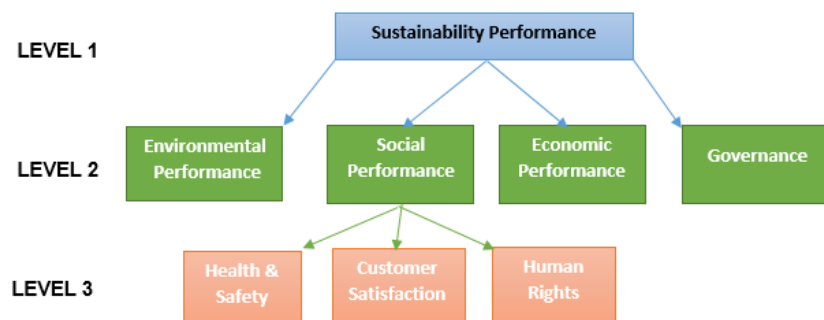 LEVEL 1
Sustainability Performance
LEVEL 2
Environmental
Performance
Social
Performance
Economic
Performance
Governance
LEVEL 3
Health &
Safety
Customer
Satisfaction
Human
Rights